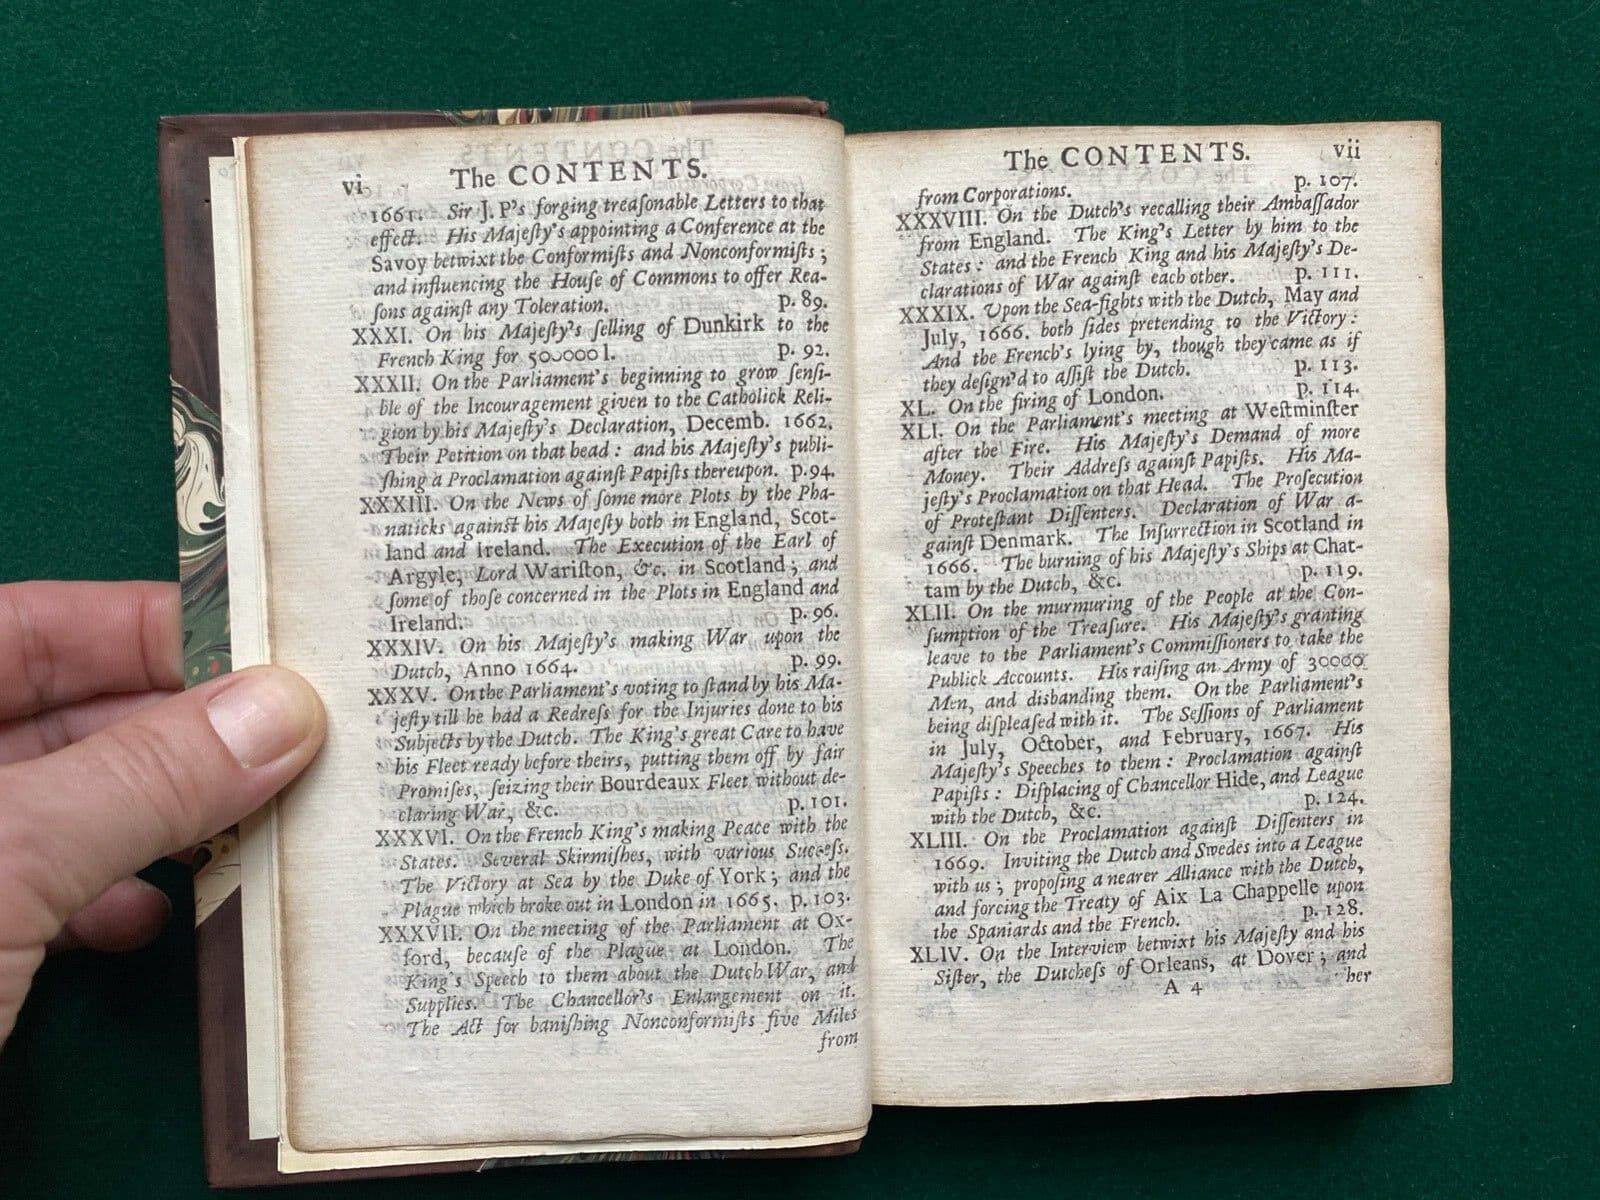 vi The CONTENTS.
1661. Sir J. P's forging treaſonable Letters to that
effect. His Majeſty's appointing a Conference at the
Savoy betwixt the Conformiſts and Nonconformiſts ;
and influencing the Houſe of Commons to offer Rea-
ſons againſt any Toleration. p. 89.
XXXI. On his Majeſty's ſelling of Dunkirk to the
French King for 500000 l. p. 92.
XXXII. On the Parliament's beginning to grow ſenſi-
ble of the Incouragement given to the Catholick Reli-
gion by his Majeſty's Declaration, Decemb. 1662.
Their Petition on that head : and his Majeſty's publi-
ſhing a Proclamation againſt Papiſts thereupon. p. 94.
XXXIII. On the News of ſome more Plots by the Pha-
naticks againſt his Majeſty both in England, Scot-
land and Ireland. The Execution of the Earl of
Argyle, Lord Wariſton, &c. in Scotland ; and
ſome of thoſe concerned in the Plots in England and
Ireland. p. 96.
XXXIV. On his Majeſty's making War upon the
Dutch, Anno 1664. p. 99.
XXXV. On the Parliament's voting to ſtand by his Ma-
jeſty till he had a Redreſs for the Injuries done to his
Subjects by the Dutch. The King's great Care to have
his Fleet ready before theirs, putting them off by fair
Promiſes, ſeizing their Bourdeaux Fleet without de-
claring War, &c. p. 101.
XXXVI. On the French King's making Peace with the
States. Several Skirmiſhes, with various Succeſs.
The Victory at Sea by the Duke of York ; and the
Plague which broke out in London in 1665. p. 103.
XXXVII. On the meeting of the Parliament at Ox-
ford, becauſe of the Plague at London. The
King's Speech to them about the Dutch War, and
Supplies. The Chancellor's Enlargement on it.
The Act for baniſhing Nonconformiſts five Miles
from
The CONTENTS. vii
from Corporations. p. 107.
XXXVIII. On the Dutch's recalling their Ambaſſador
from England. The King's Letter by him to the
States : and the French King and his Majeſty's De-
clarations of War againſt each other. p. 111.
XXXIX. Upon the Sea-fights with the Dutch, May and
July, 1666. both ſides pretending to the Victory :
And the French's lying by, though they came as if
they deſign'd to aſſiſt the Dutch. p. 113.
XL. On the firing of London. p. 114.
XLI. On the Parliament's meeting at Weſtminſter
after the Fire. His Majeſty's Demand of more
Money. Their Addreſs againſt Papiſts. His Ma-
jeſty's Proclamation on that Head. The Proſecution
of Proteſtant Diſſenters. Declaration of War a-
gainſt Denmark. The Inſurrection in Scotland in
1666. The burning of his Majeſty's Ships at Chat-
tam by the Dutch, &c. p. 119.
XLII. On the murmuring of the People at the Con-
ſumption of the Treaſure. His Majeſty's granting
leave to the Parliament's Commiſſioners to take the
Publick Accounts. His raiſing an Army of 30000
Men, and disbanding them. On the Parliament's
being diſpleaſed with it. The Seſſions of Parliament
in July, October, and February, 1667. His
Majeſty's Speeches to them : Proclamation againſt
Papiſts : Diſplacing of Chancellor Hide, and League
with the Dutch, &c. p. 124.
XLIII. On the Proclamation againſt Diſſenters in
1669. Inviting the Dutch and Swedes into a League
with us ; propoſing a nearer Alliance with the Dutch,
and forcing the Treaty of Aix La Chappelle upon
the Spaniards and the French. p. 128.
XLIV. On the Interview betwixt his Majeſty and his
Siſter, the Dutcheſs of Orleans, at Dover ; and
A 4 her